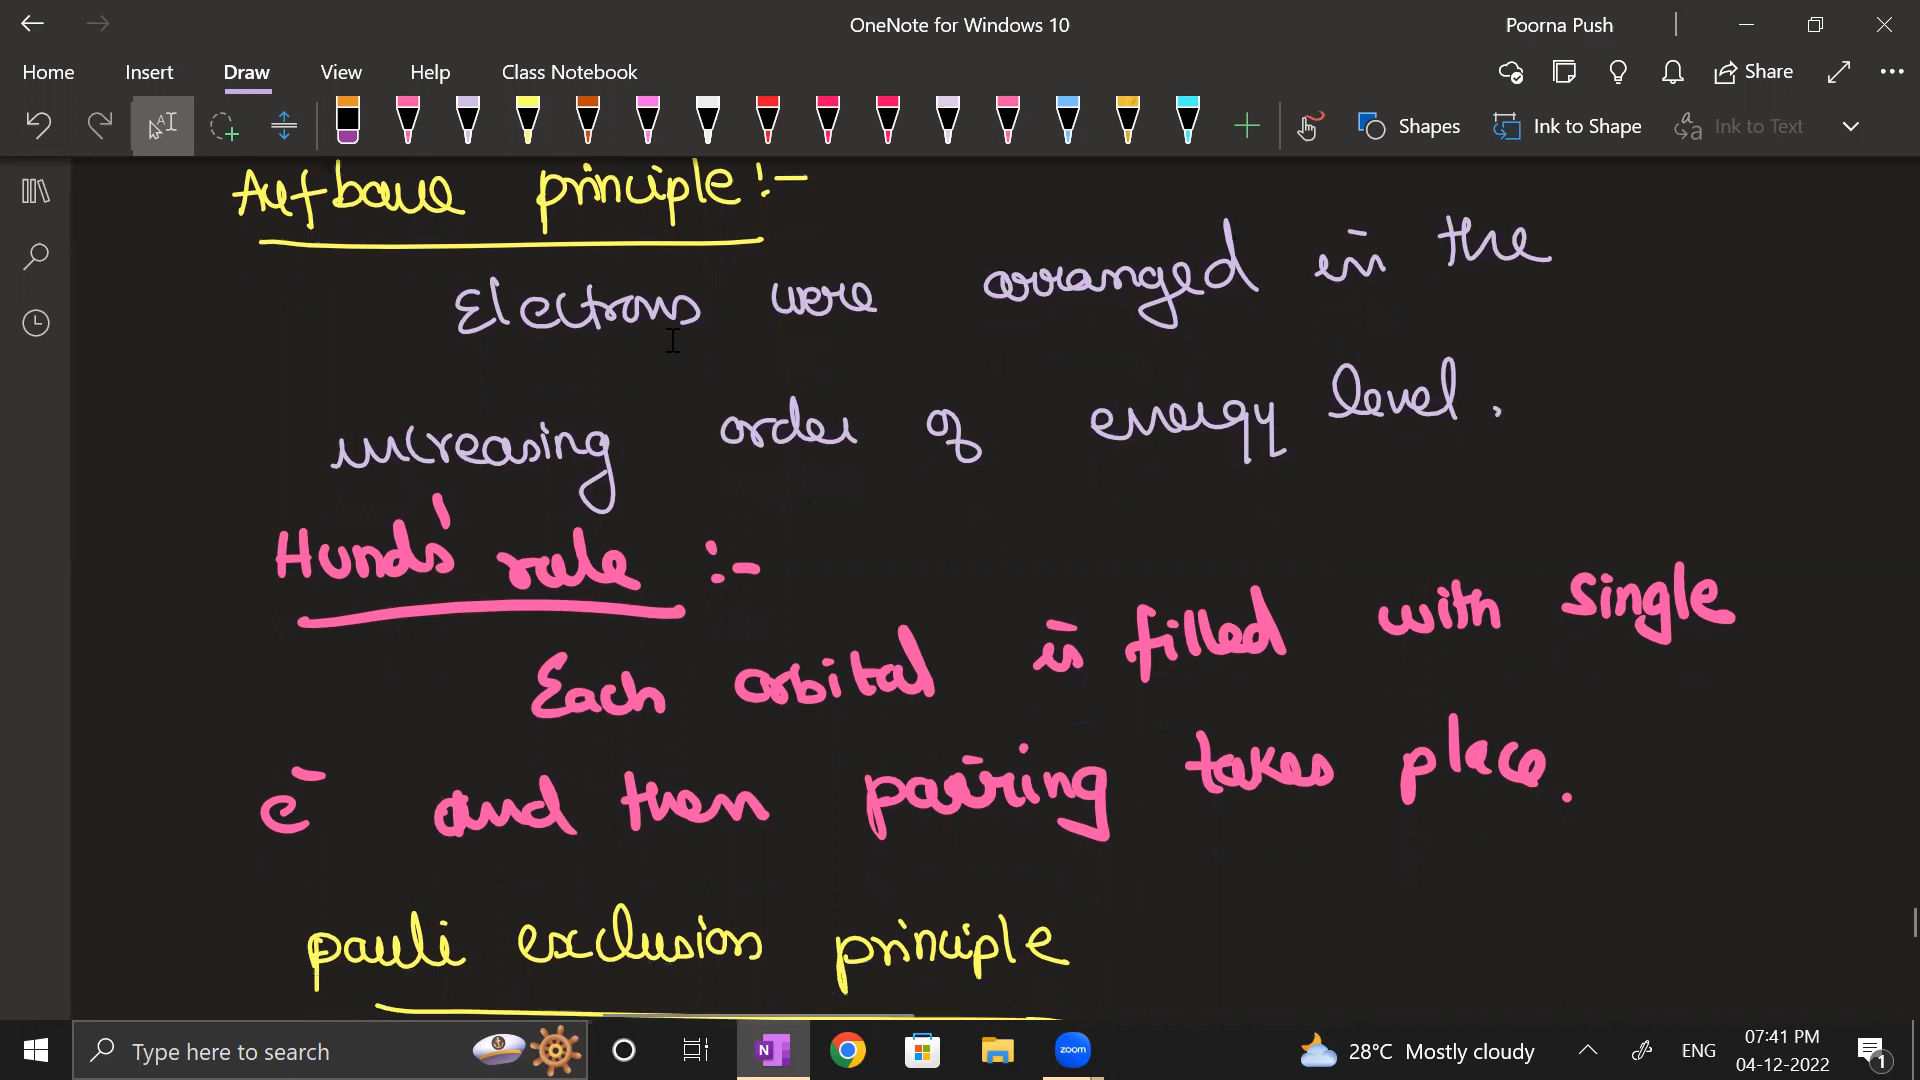 OneNote for Windows 10
Poorna Push
Home Insert Draw View Help Class Notebook
Share
Shapes Ink to Shape Ink to Text
Aufbaue principle:-
Electrons were arranged in the
increasing order of energy level.
Hunds' rule :-
Each orbital is filled with single
e- and then pairing takes place.
pauli exclusion principle
Type here to search
N
zoom
28°C Mostly cloudy
ENG
07:41 PM
04-12-2022
1